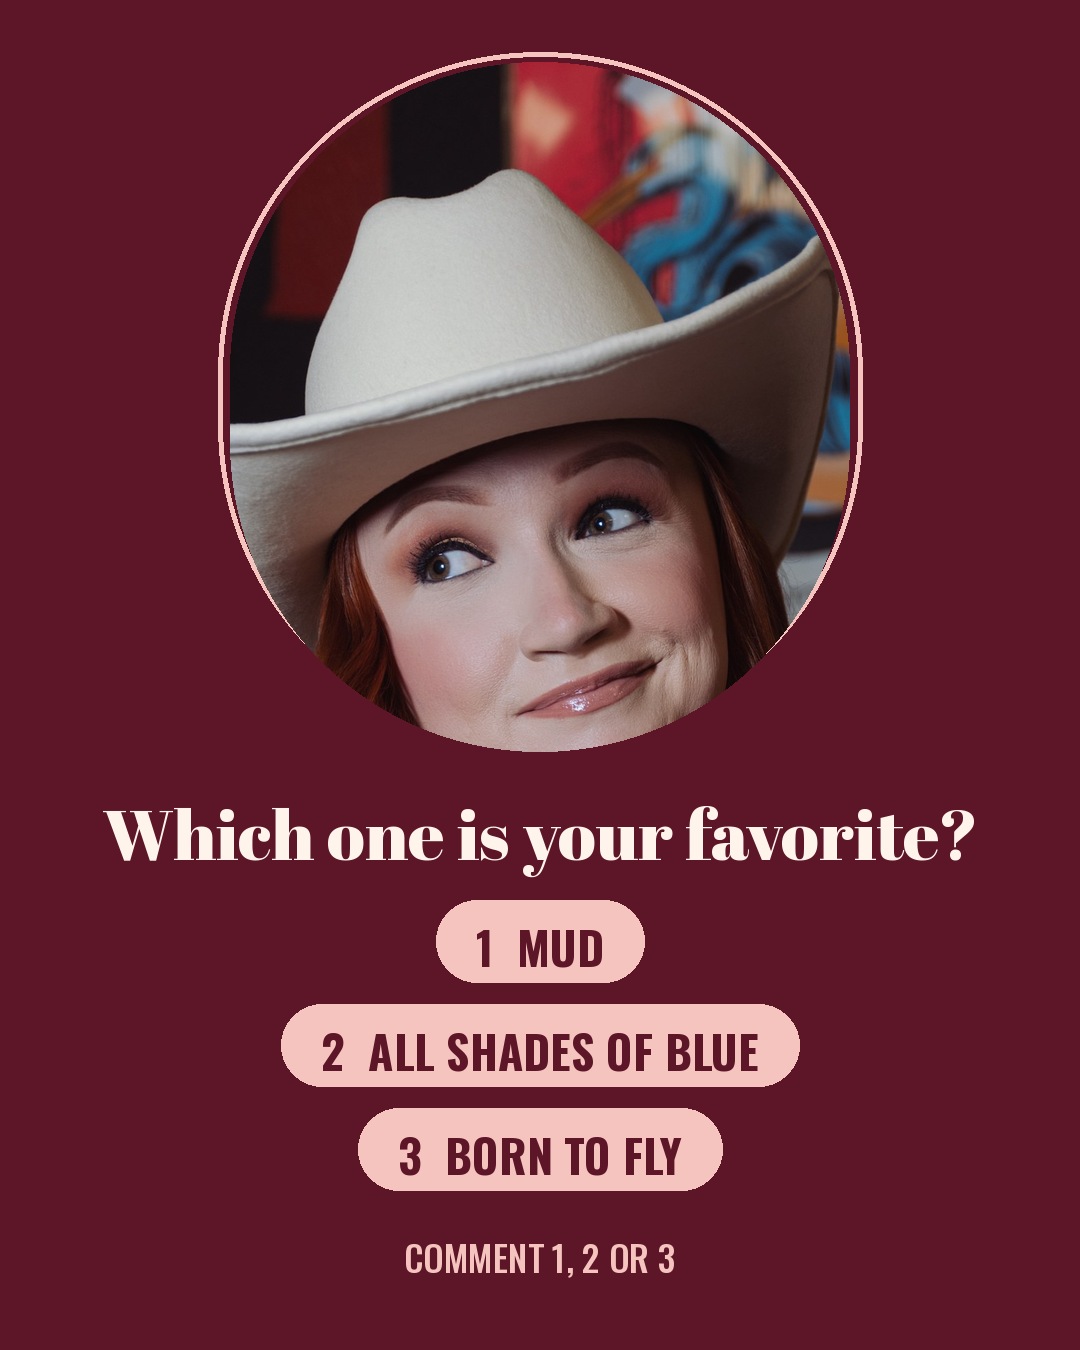 Which one is your favorite?
1 MUD
2 ALL SHADES OF BLUE
3 BORN TO FLY
COMMENT 1, 2 OR 3